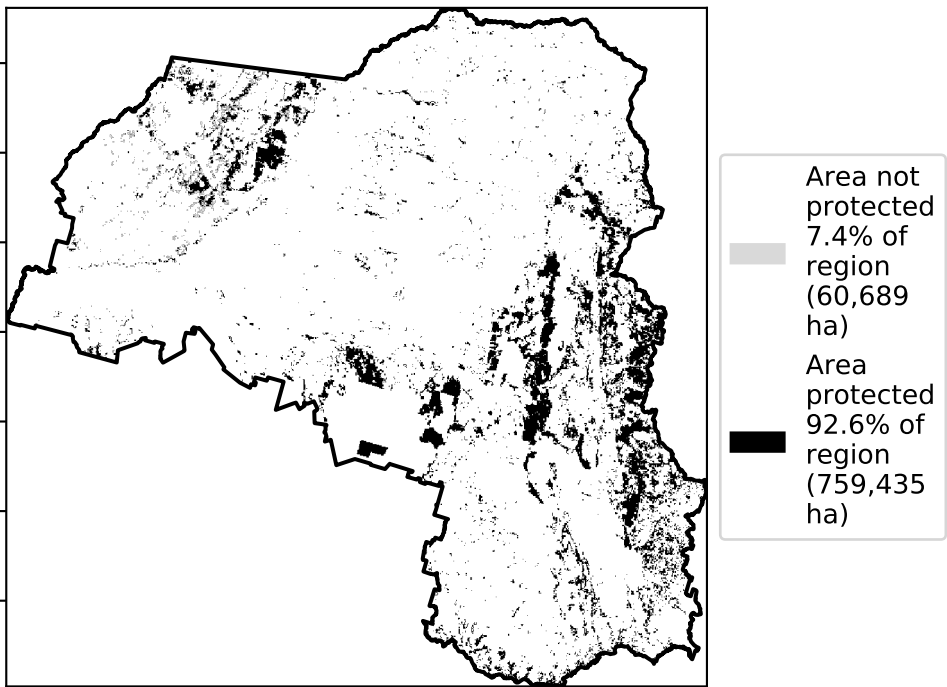 Area not
protected
7.4% of
region
(60,689
ha)
Area
protected
92.6% of
region
(759,435
ha)